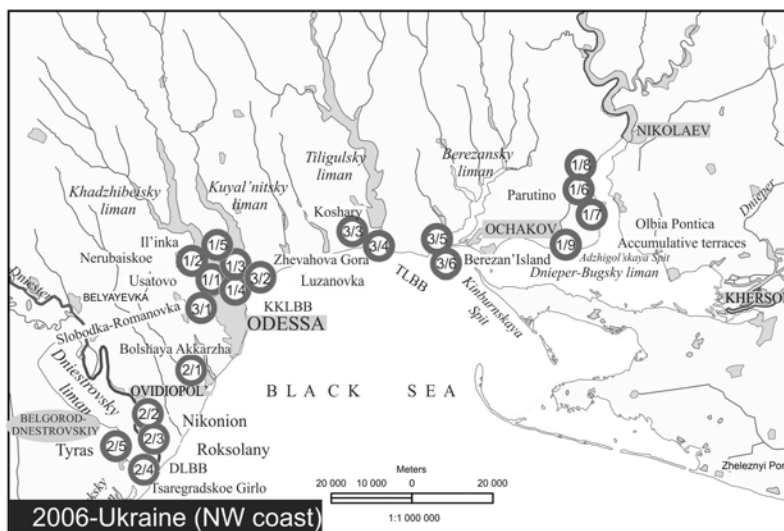 NIKOLAEV
Tiligulsky
liman
Berezansky
liman
1/8
1/6
1/7
1/9
Parutino
Khadzhibeisky
liman
Kuyal'nitsky
liman
Koshary
3/3
3/4
3/5
3/6
OCHAKOV
Olbia Pontica
Accumulative terraces
Dnieper
Il'inka
1/5
Nerubaiskoe
1/2
1/3
Zhevahova Gora
Berezan'Island
Adzhigol'skaya Spit
Dnieper-Bugsky liman
Usatovo
1/1
1/4
3/2
Luzanovka
TLBB
Kinburnskaya
Spit
KHERSO
Dniester
BELYAYEVKA
Slobodka-Romanovka
3/1
KKLBB
ODESSA
Bolshaya Akkarzha
2/1
Dniestrovsky
liman
OVIDIOPOL'
BLACK SEA
2/2
BELGOROD-
DNESTROVSKIY
Nikonion
2/3
Tyras
2/5
Roksolany
2/4
DLBB
Tsaregradskoe Girlo
Zheleznyi Por
Meters
20 000 10 000 0 20 000
1:1 000 000
2006-Ukraine (NW coast)